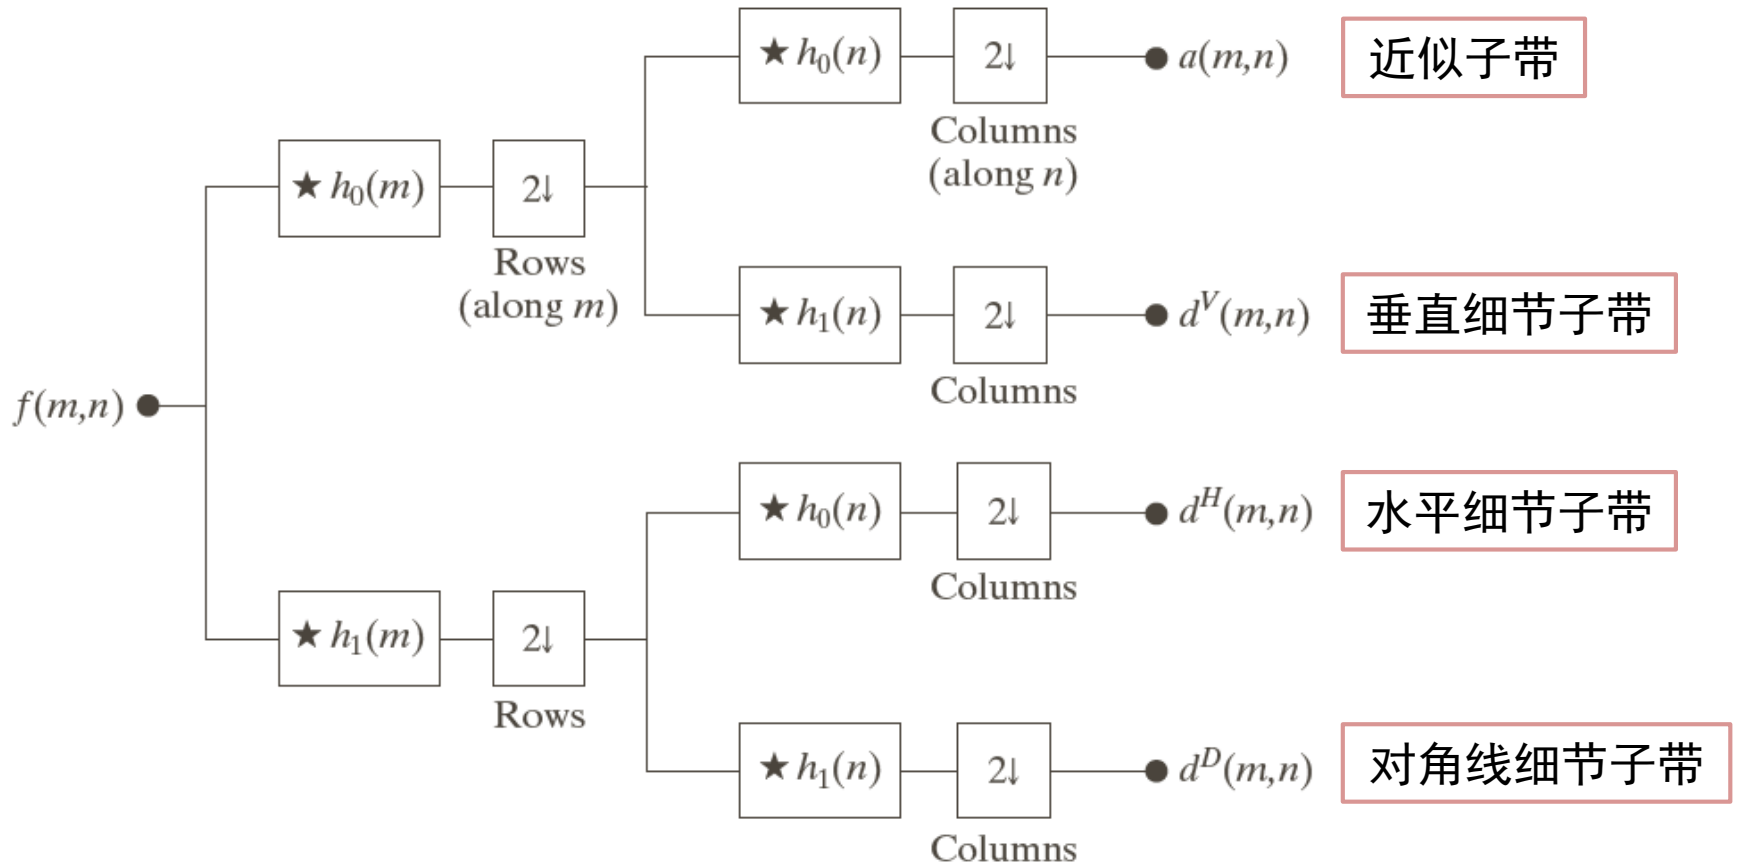 ★ h₀(n)
2↓
a(m,n)
近似子带
Columns
(along n)
★ h₀(m)
2↓
Rows
(along m)
★ h₁(n)
2↓
dⱽ(m,n)
垂直细节子带
Columns
f(m,n)
★ h₀(n)
2↓
dᴴ(m,n)
水平细节子带
Columns
★ h₁(m)
2↓
Rows
★ h₁(n)
2↓
dᴰ(m,n)
对角线细节子带
Columns